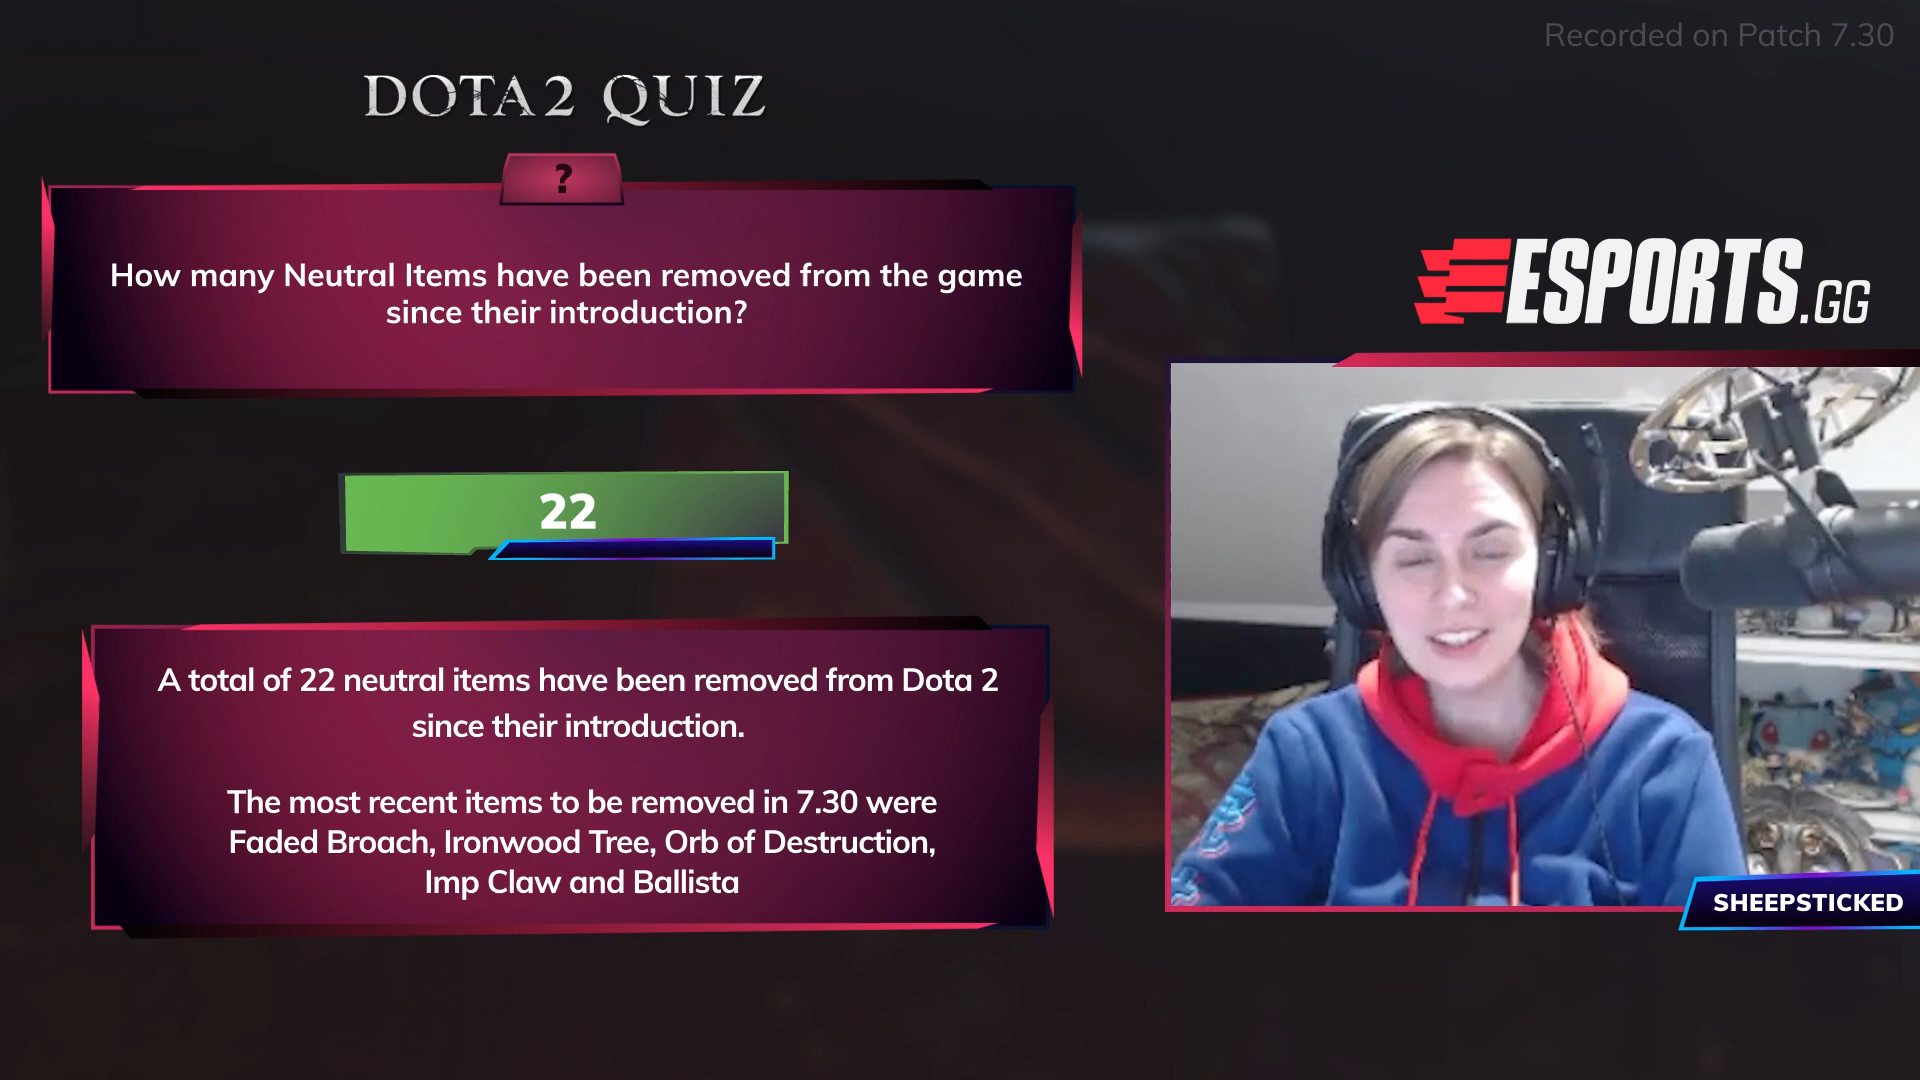 Recorded on Patch 7.30
DOTA 2 QUIZ
?
How many Neutral Items have been removed from the game
since their introduction?
22
A total of 22 neutral items have been removed from Dota 2
since their introduction.
The most recent items to be removed in 7.30 were
Faded Broach, Ironwood Tree, Orb of Destruction,
Imp Claw and Ballista
ESPORTS.GG
SHEEPSTICKED